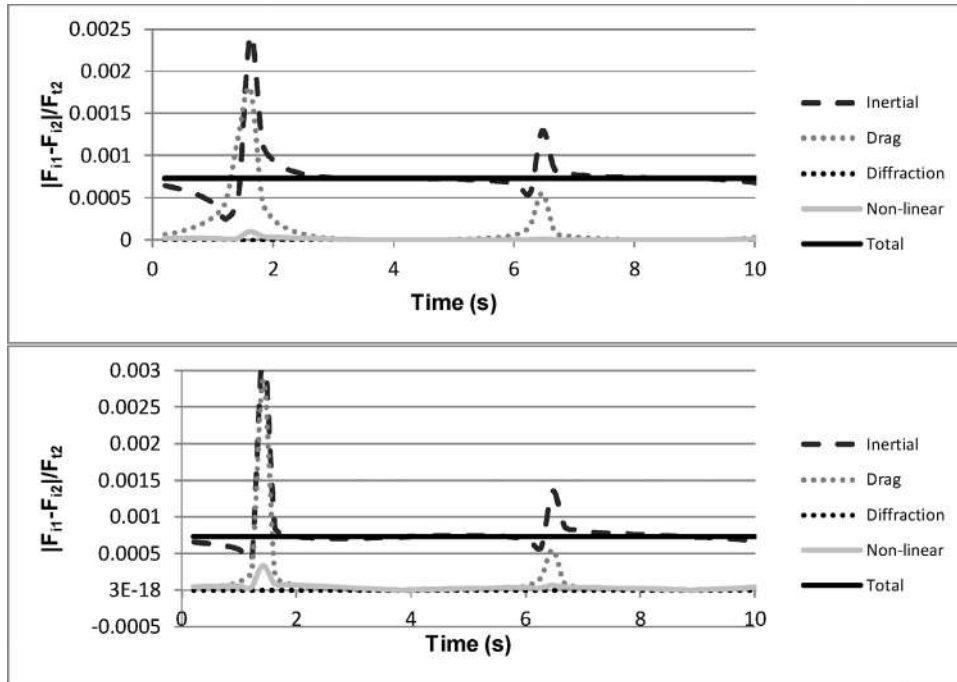 0.0025
0.002
0.0015
0.001
0.0005
0
0 2 4 6 8 10
Time (s)
|Fi1-Fi2|/Ft2
Inertial
Drag
Diffraction
Non-linear
Total
0.003
0.0025
0.002
0.0015
0.001
0.0005
3E-18
-0.0005
0 2 4 6 8 10
Time (s)
|Fi1-Fi2|/Ft2
Inertial
Drag
Diffraction
Non-linear
Total